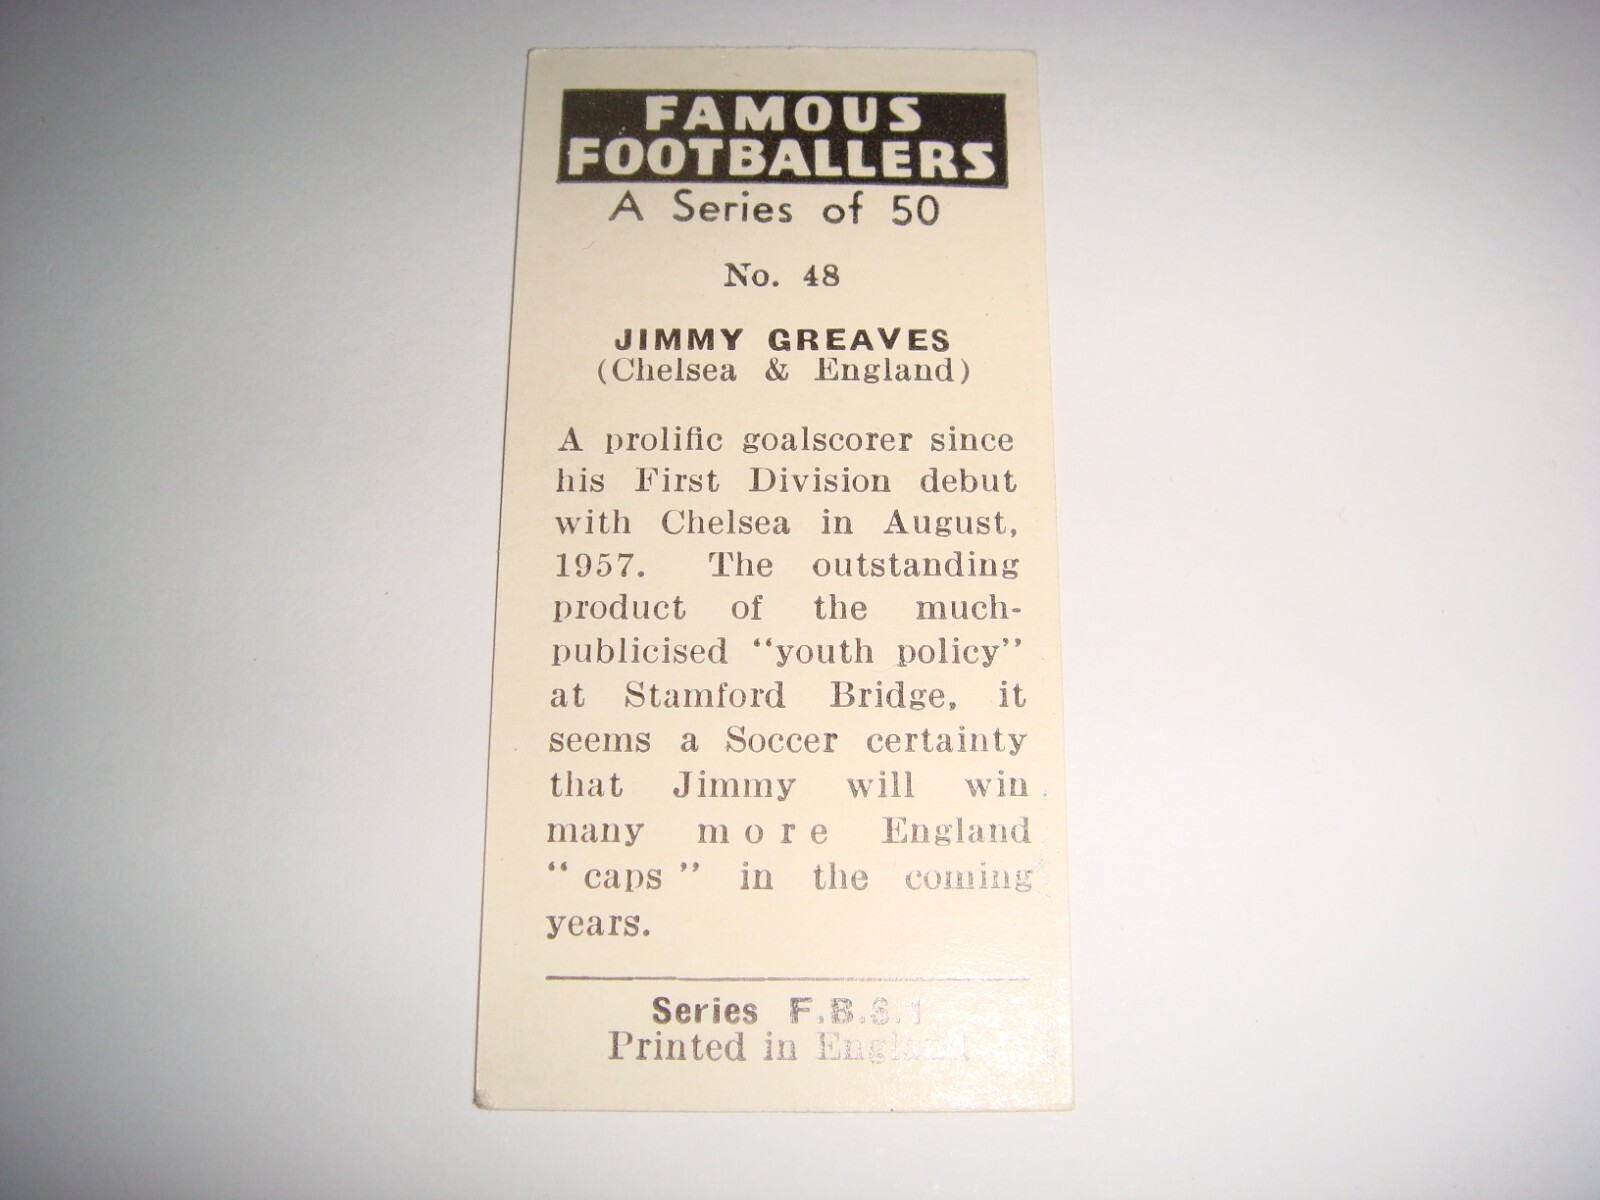 FAMOUS
FOOTBALLERS
A Series of 50
No. 48
JIMMY GREAVES
(Chelsea & England)
A prolific goalscorer since
his First Division debut
with Chelsea in August,
1957. The outstanding
product of the much-
publicised “youth policy”
at Stamford Bridge, it
seems a Soccer certainty
that Jimmy will win
many more England
“ caps ” in the coming
years.
Series F.B.S.1
Printed in England